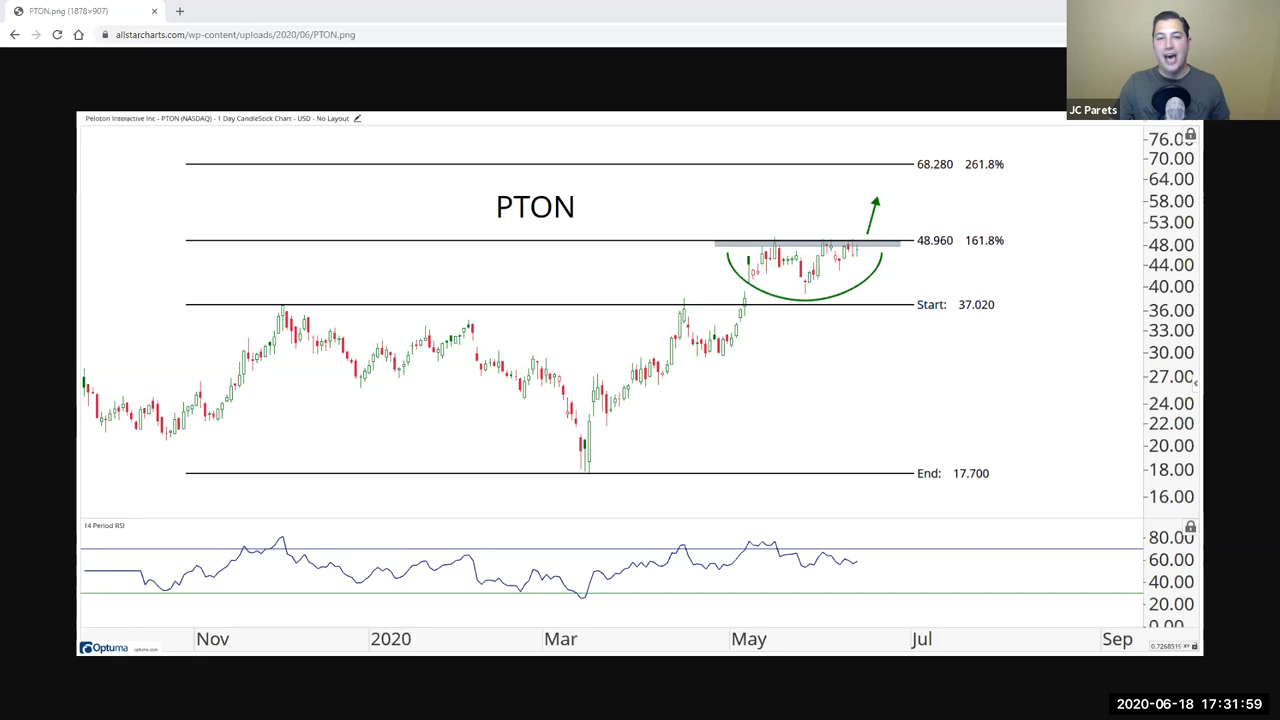 PTON.png (1878×907)
allstarcharts.com/wp-content/uploads/2020/06/PTON.png
JC Parets
Peloton Interactive Inc - PTON (NASDAQ) - 1 Day CandleStick Chart - USD - No Layout
PTON
68.280 261.8%
48.960 161.8%
Start: 37.020
End: 17.700
76.00
70.00
64.00
58.00
53.00
48.00
44.00
40.00
36.00
33.00
30.00
27.00
24.00
22.00
20.00
18.00
16.00
14 Period RSI
80.00
60.00
40.00
20.00
0.00
Nov 2020 Mar May Jul Sep
Optuma optuma.com
0.7268519 XY
2020-06-18 17:31:59